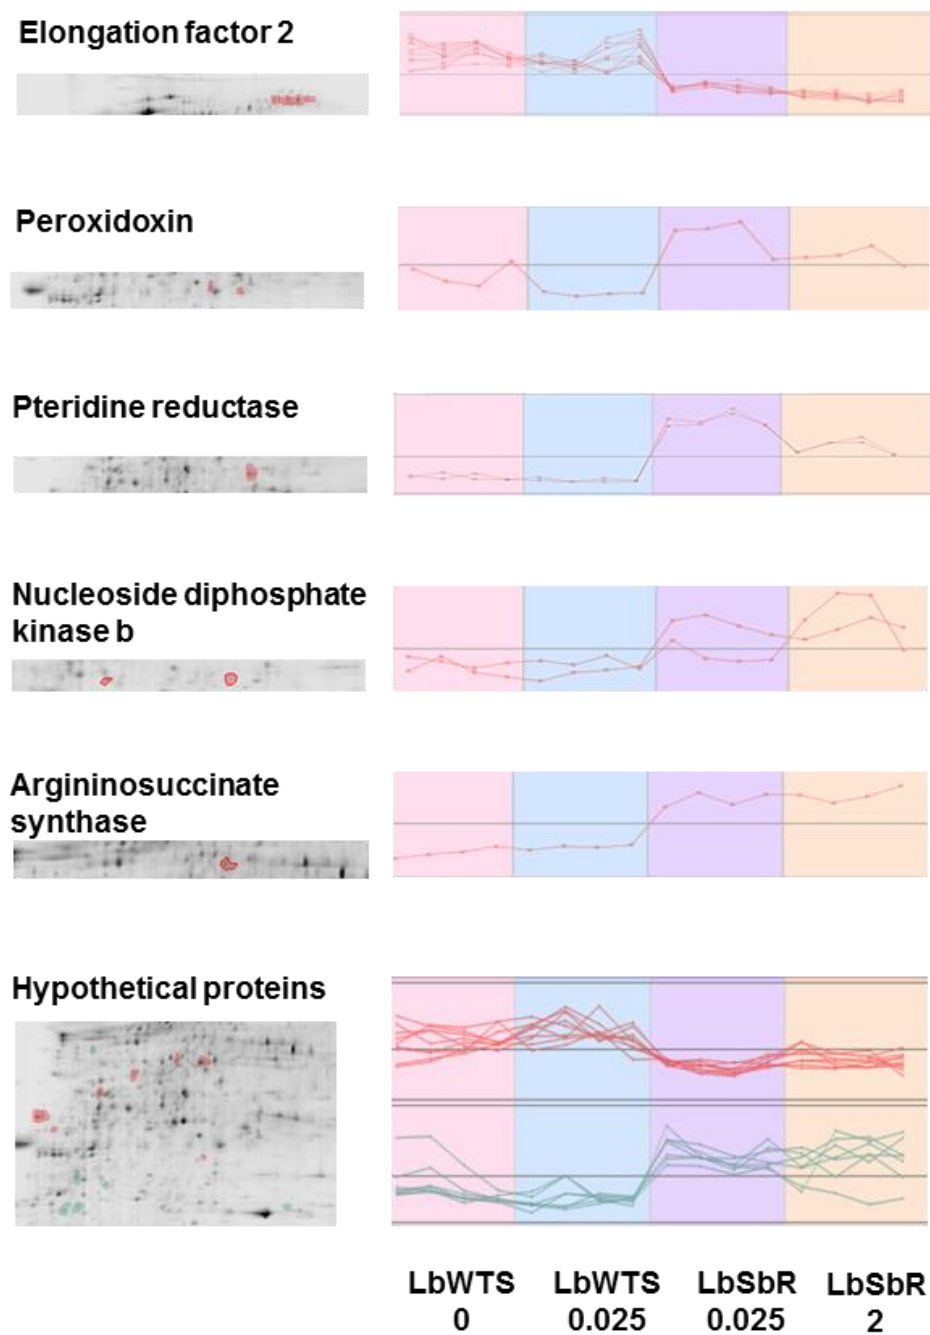 Elongation factor 2
Peroxidoxin
Pteridine reductase
Nucleoside diphosphate
kinase b
Argininosuccinate
synthase
Hypothetical proteins
LbWTS
0
LbWTS
0.025
LbSbR
0.025
LbSbR
2